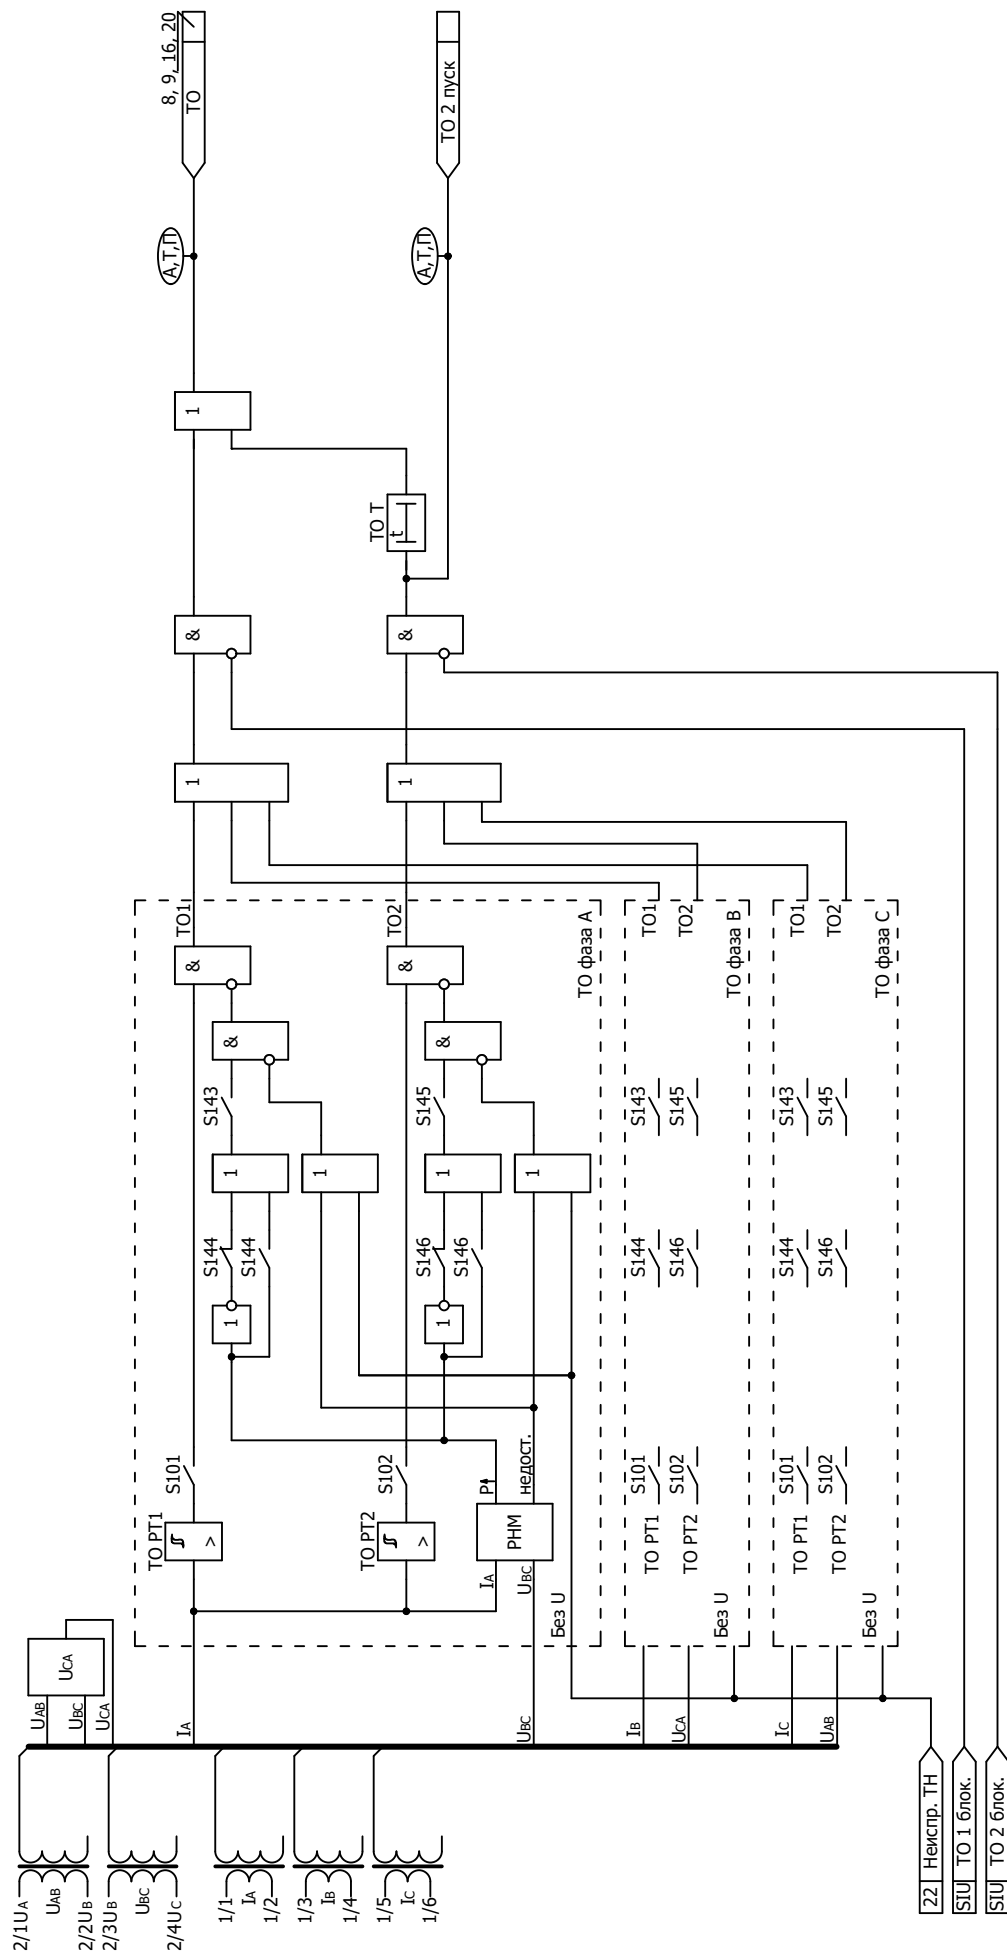 8, 9, 16, 20
ТО
ТО 2 пуск
А,Т,П
А,Т,П
1
ТО Т
t
&
&
1
1
ТО1
ТО2
&
&
&
&
ТО фаза А
ТО1
ТО2
ТО фаза В
ТО1
ТО2
ТО фаза С
S143
S145
S143
S145
S143
S145
1
1
1
1
S144
S144
S146
S146
S144
S146
S144
S146
1
1
S101
S102
P
недост.
S101
S102
S101
S102
ТО РТ1
>
ТО РТ2
>
РНМ
IA
UBC
ТО РТ1
ТО РТ2
ТО РТ1
ТО РТ2
Без U
Без U
Без U
UCA
UAB
UBC
UCA
IA
UBC
IB
UCA
IC
UAB
2/1UA
UAB
2/2UB
2/3UB
UBC
2/4UC
1/1
IA
1/2
1/3
IB
1/4
1/5
IC
1/6
22 Неиспр. ТН
SIU ТО 1 блок.
SIU ТО 2 блок.